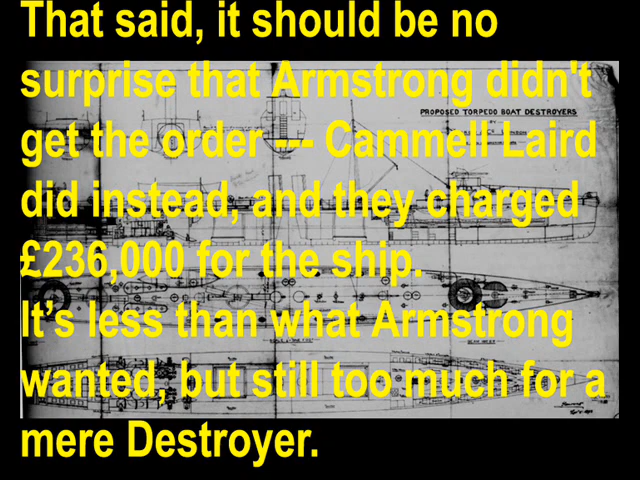 That said, it should be no
surprise that Armstrong didn't
get the order --- Cammell Laird
did instead, and they charged
£236,000 for the ship.
It’s less than what Armstrong
wanted, but still too much for a
mere Destroyer.
PROPOSED TORPEDO BOAT DESTROYERS
BY